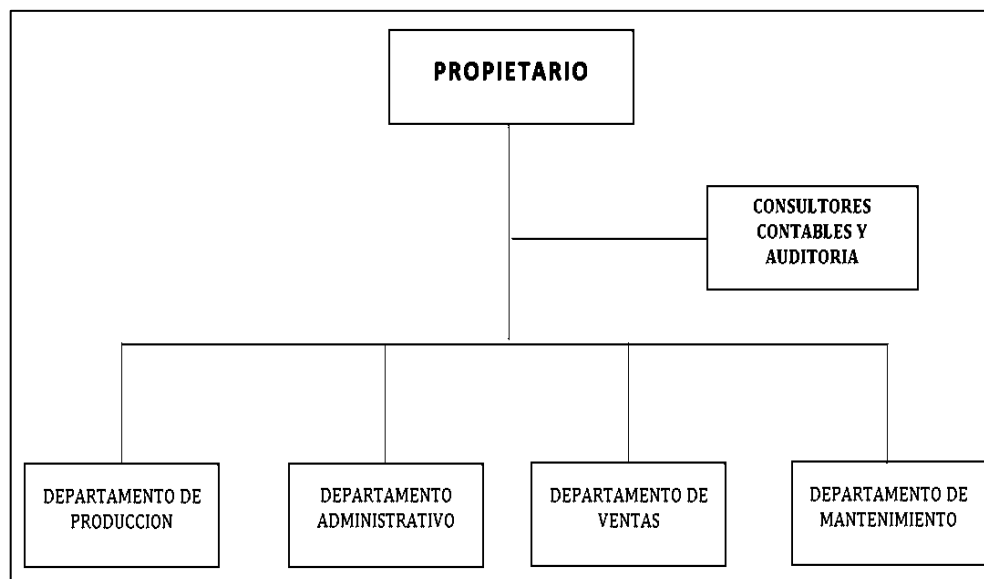 PROPIETARIO
CONSULTORES
CONTABLES Y
AUDITORIA
DEPARTAMENTO DE
PRODUCCION
DEPARTAMENTO
ADMINISTRATIVO
DEPARTAMENTO DE
VENTAS
DEPARTAMENTO DE
MANTENIMIENTO